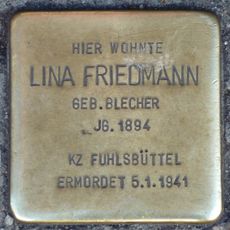 HIER WOHNTE
LINA FRIEDMANN
GEB. BLECHER
JG. 1894
KZ FUHLSBÜTTEL
ERMORDET 5.1.1941